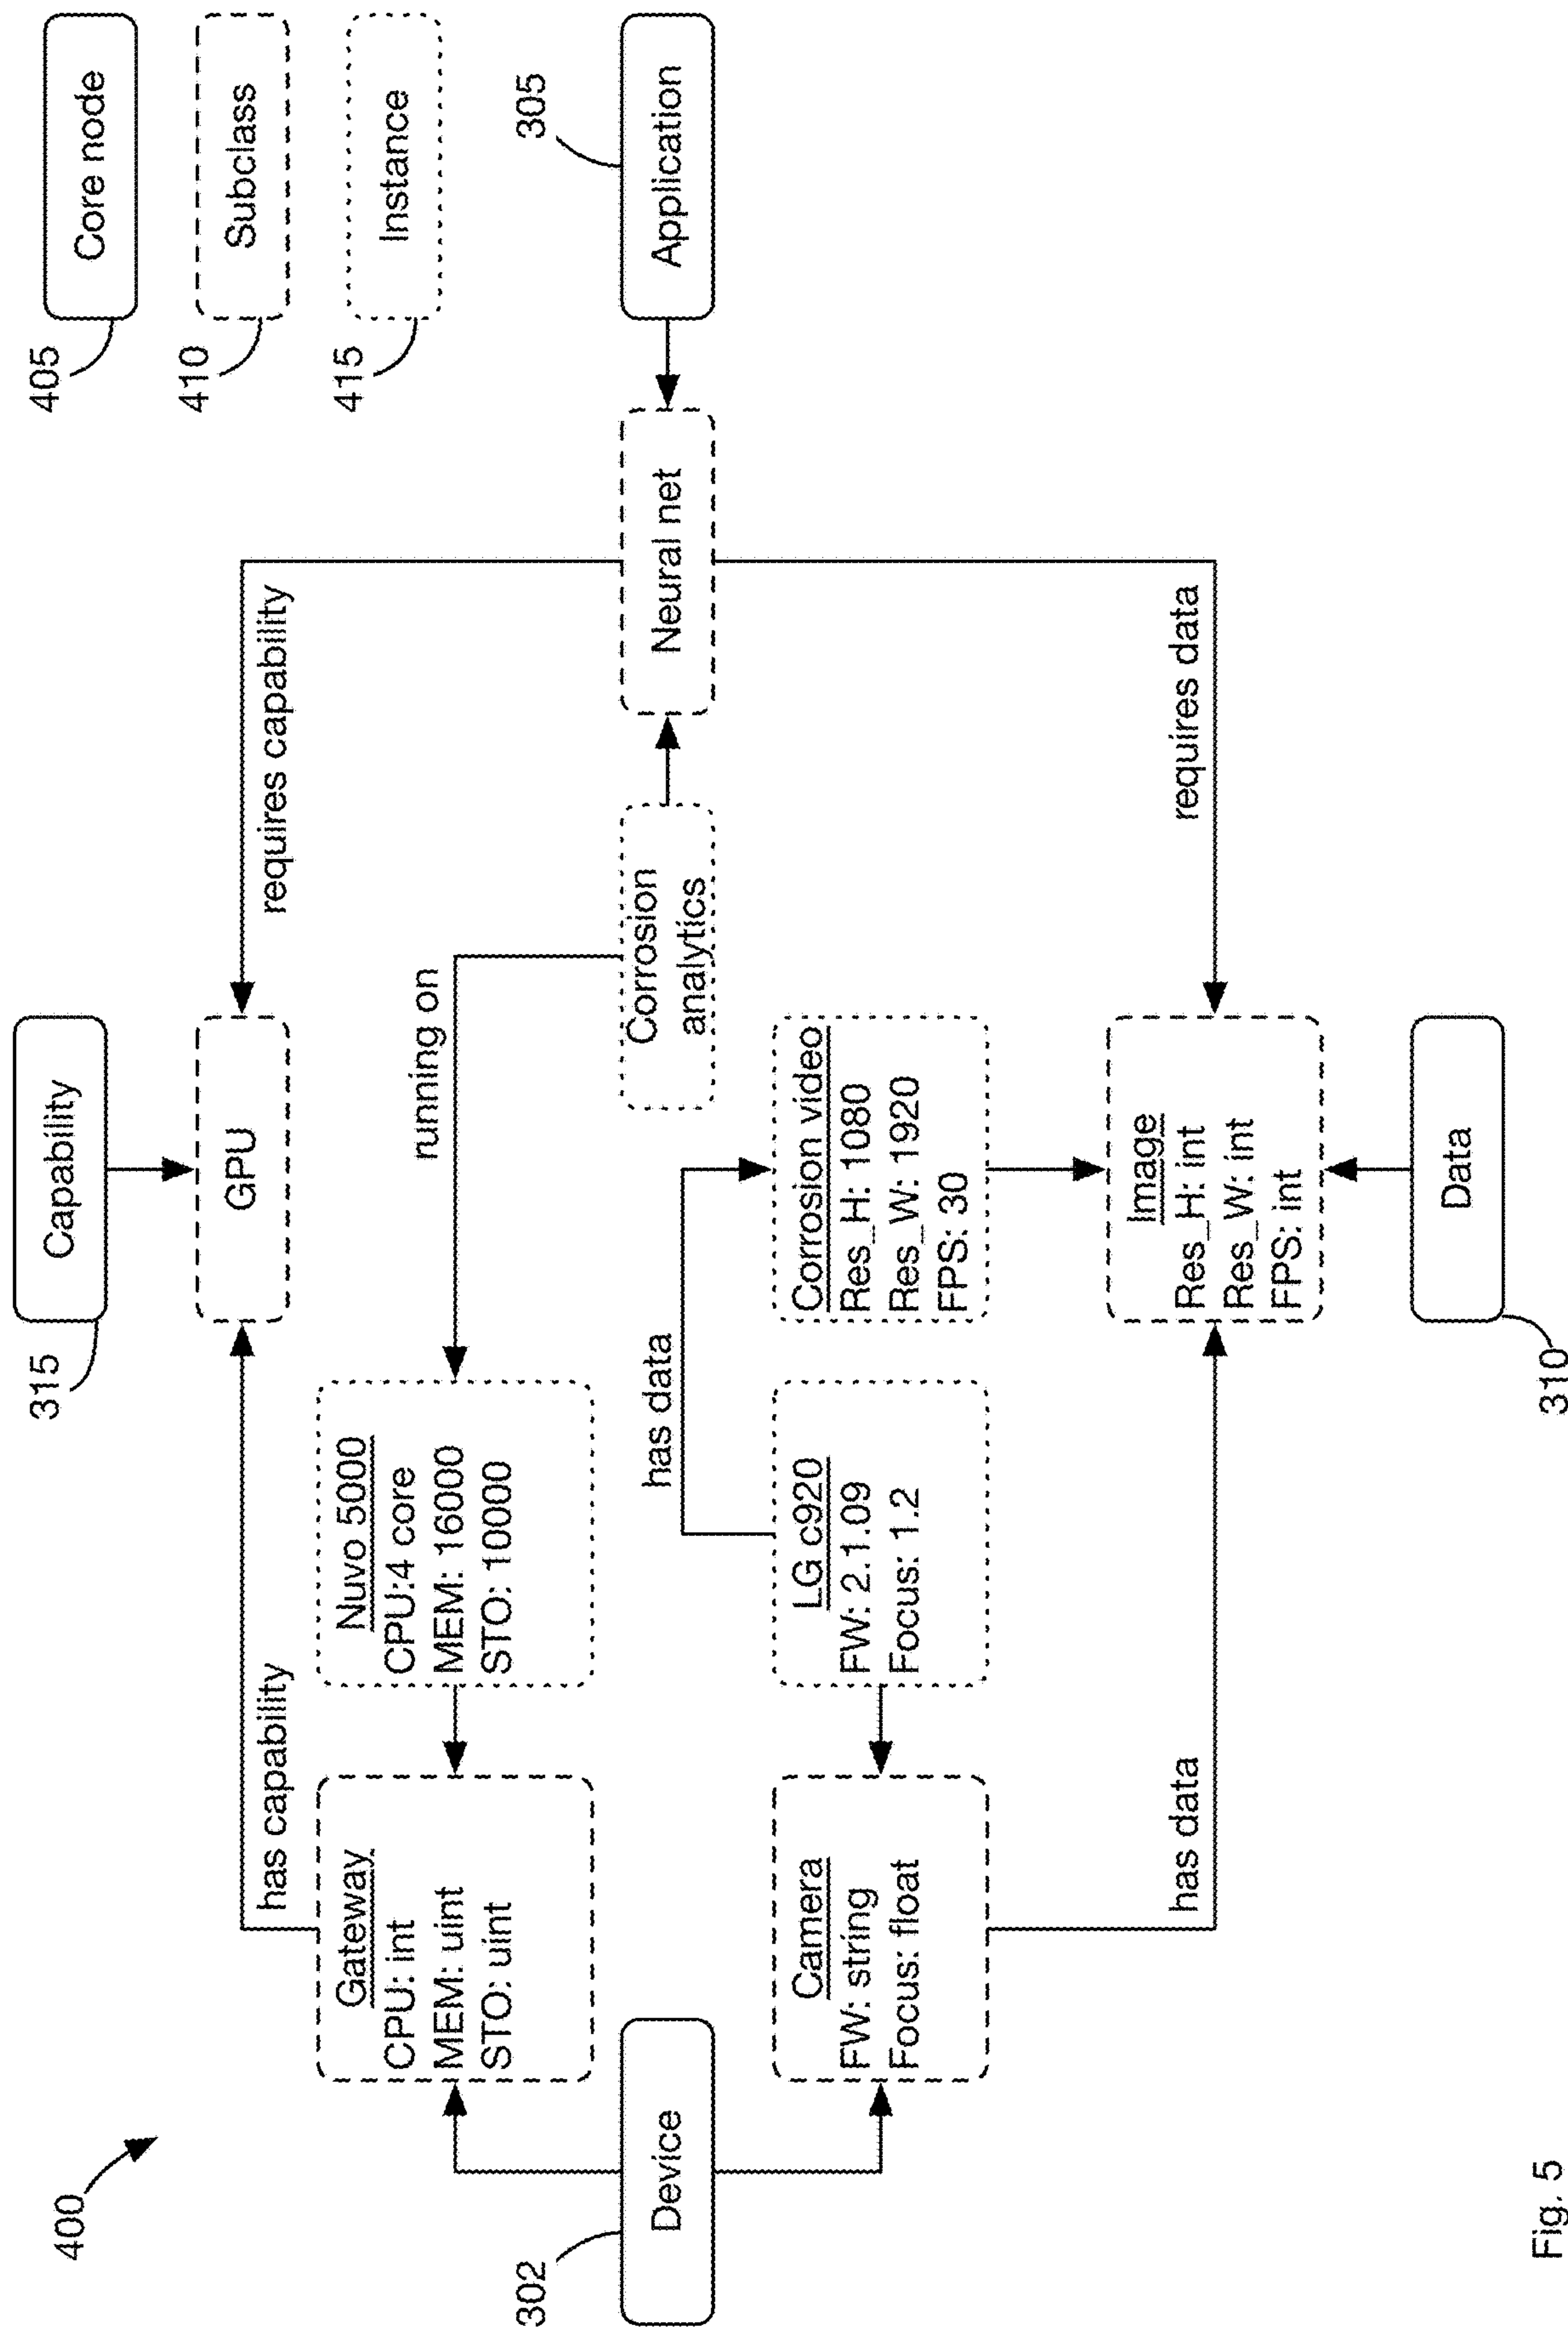 400
315
Capability
405
Core node
has capability
GPU
requires capability
410
Subclass
Gateway
CPU: int
MEM: uint
STO: uint
Nuvo 5000
CPU:4 core
MEM: 16000
STO: 10000
running on
415
Instance
302
Device
has data
Corrosion
analytics
Neural net
305
Application
Camera
FW: string
Focus: float
LG c920
FW: 2.1.09
Focus: 1.2
Corrosion video
Res_H: 1080
Res_W: 1920
FPS: 30
has data
Image
Res_H: int
Res_W: int
FPS: int
requires data
310
Data
Fig. 5